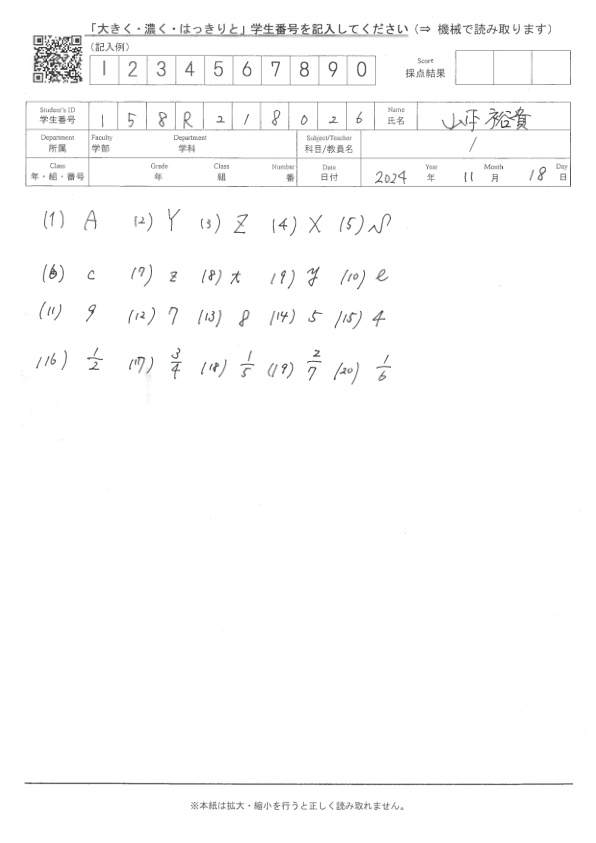 「大きく・濃く・はっきりと」学生番号を記入してください (⇒ 機械で読み取ります)
(記入例)
1 2 3 4 5 6 7 8 9 0
Score
採点結果
Student's ID
学生番号
1 5 8 R 2 1 8 0 2 6
Name
氏名
裕貴
Department
所属
Faculty
学部
Department
学科
Subject/Teacher
科目/教員名
/
Class
年・組・番号
Grade
年
Class
組
Number
番
Date
日付
2024 Year 年 11 Month 月 18 Day 日
(1) A (2) Y (3) Z (4) X (5)
(6) c (7) z (8) t (9) y (10) e
(11) 9 (12) 7 (13) 8 (14) 5 (15) 4
(16) 1/2 (17) 3/4 (18) 1/5 (19) 2/7 (20) 1/6
※本紙は拡大・縮小を行うと正しく読み取れません。